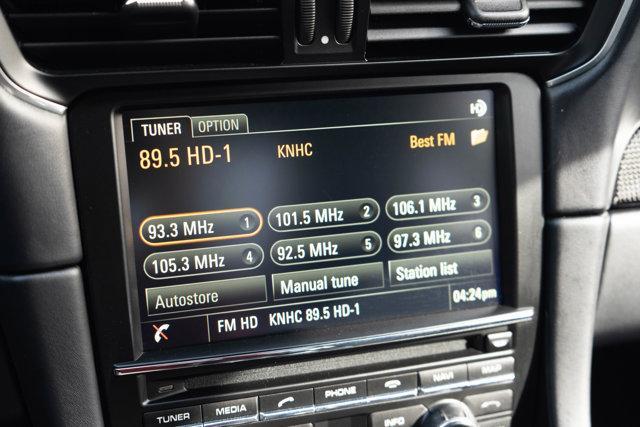 TUNER OPTION
89.5 HD-1 KNHC Best FM
93.3 MHz 1 101.5 MHz 2 106.1 MHz 3
105.3 MHz 4 92.5 MHz 5 97.3 MHz 6
Autostore Manual tune Station list
FM HD KNHC 89.5 HD-1 04:24pm
TUNER MEDIA PHONE NAVI MAP
INFO